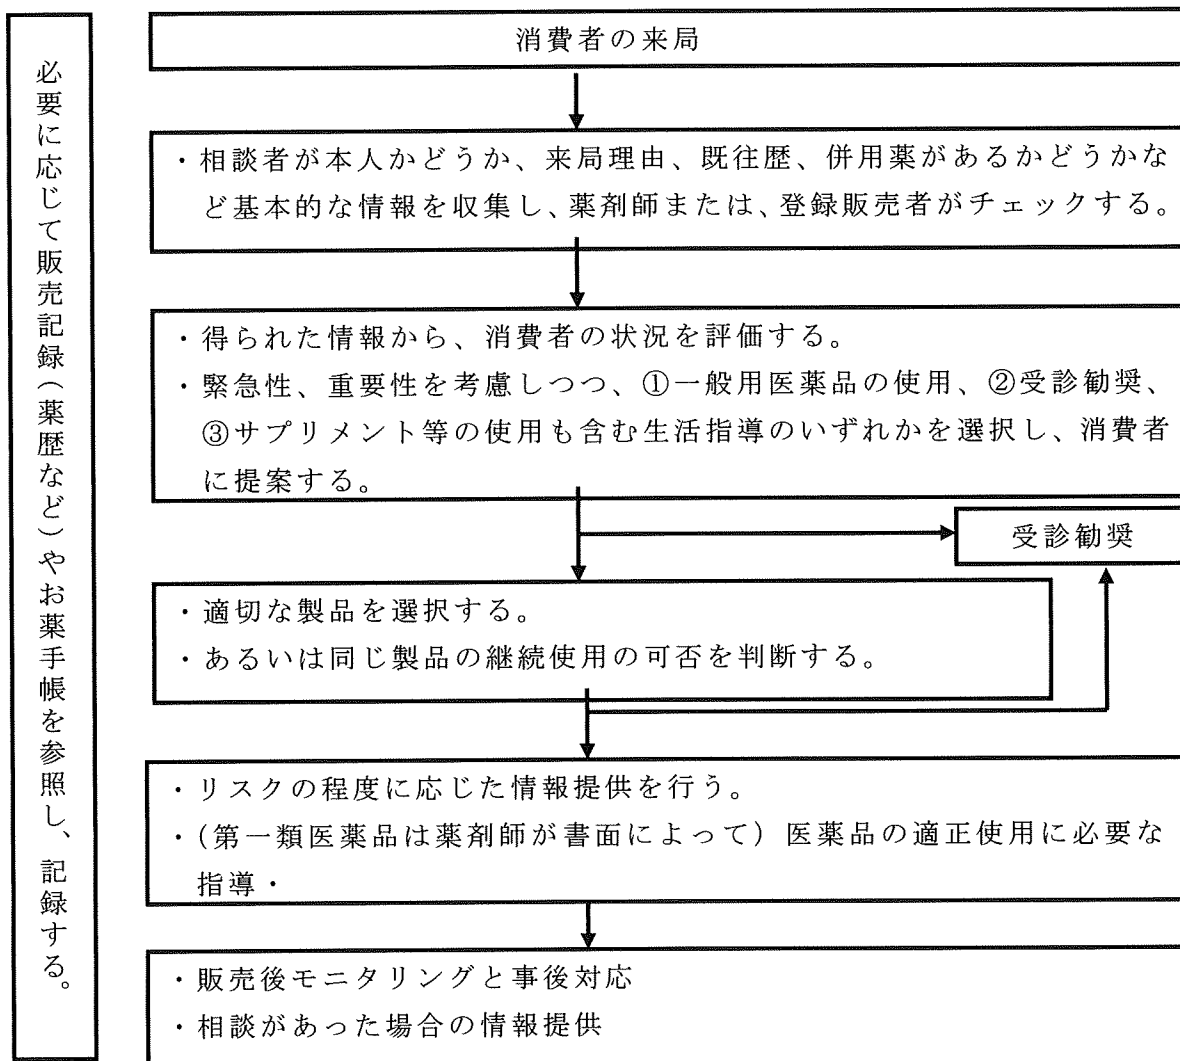 必要に応じて販売記録(薬歴など)やお薬手帳を参照し、記録する。
消費者の来局
・相談者が本人かどうか、来局理由、既往歴、併用薬があるかどうかな
ど基本的な情報を収集し、薬剤師または、登録販売者がチェックする。
・得られた情報から、消費者の状況を評価する。
・緊急性、重要性を考慮しつつ、①一般用医薬品の使用、②受診勧奨、
③サプリメント等の使用も含む生活指導のいずれかを選択し、消費者
に提案する。
受診勧奨
・適切な製品を選択する。
・あるいは同じ製品の継続使用の可否を判断する。
・リスクの程度に応じた情報提供を行う。
・(第一類医薬品は薬剤師が書面によって) 医薬品の適正使用に必要な
指導・
・販売後モニタリングと事後対応
・相談があった場合の情報提供